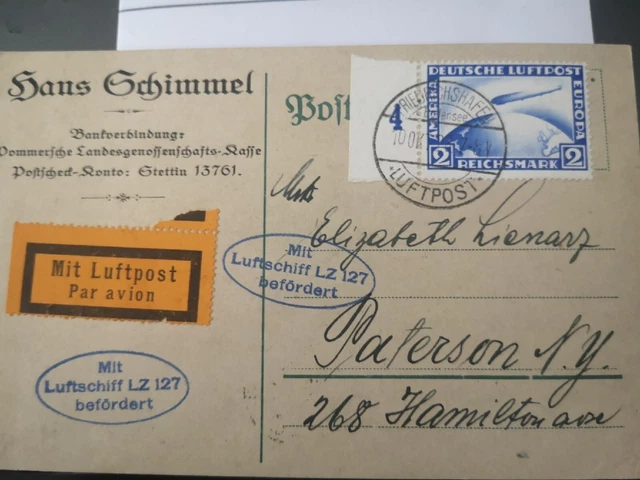 Hans Schimmel
Bankverbindung:
Pommersche Landesgenossenschafts-Kasse
Postscheck-Konto: Stettin 13761.
Mit Luftpost
Par avion
Mit
Luftschiff LZ 127
befördert
Post
4
DEUTSCHE LUFTPOST
AMERIKA
EUROPA
2 REICHSMARK 2
FRIEDRICHSHAFEN
LUFTPOST
Mit
Luftschiff LZ 127
befördert
Elizabeth Lienarz
Paterson N.Y.
268 Hamilton ave